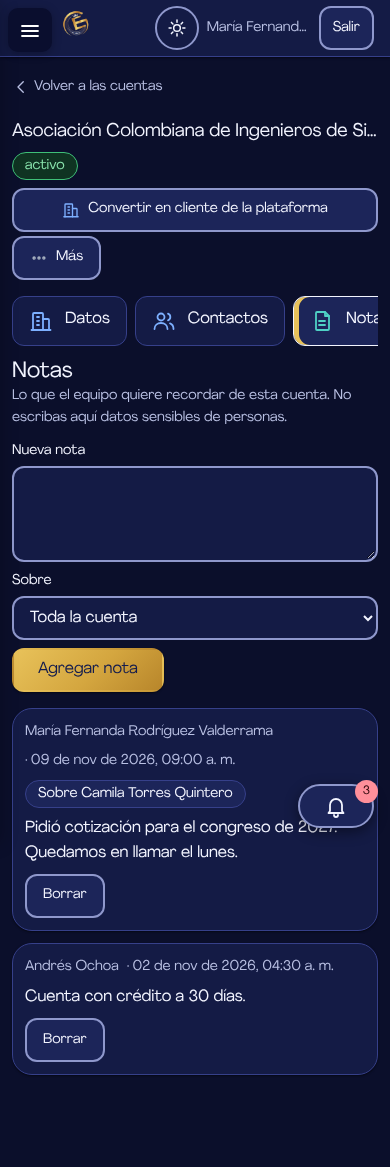 María Fernand...
Salir
Volver a las cuentas
Asociación Colombiana de Ingenieros de Si...
activo
Convertir en cliente de la plataforma
Más
Datos
Contactos
Nota
Notas
Lo que el equipo quiere recordar de esta cuenta. No
escribas aquí datos sensibles de personas.
Nueva nota
Sobre
Toda la cuenta
Agregar nota
María Fernanda Rodríguez Valderrama
· 09 de nov de 2026, 09:00 a. m.
Sobre Camila Torres Quintero
3
Pidió cotización para el congreso de 2027.
Quedamos en llamar el lunes.
Borrar
Andrés Ochoa · 02 de nov de 2026, 04:30 a. m.
Cuenta con crédito a 30 días.
Borrar